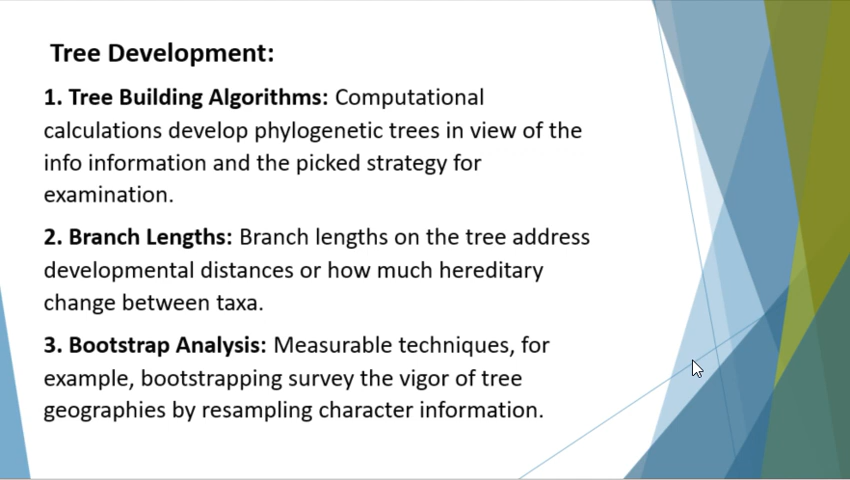 Tree Development:
1. Tree Building Algorithms: Computational
calculations develop phylogenetic trees in view of the
info information and the picked strategy for
examination.
2. Branch Lengths: Branch lengths on the tree address
developmental distances or how much hereditary
change between taxa.
3. Bootstrap Analysis: Measurable techniques, for
example, bootstrapping survey the vigor of tree
geographies by resampling character information.